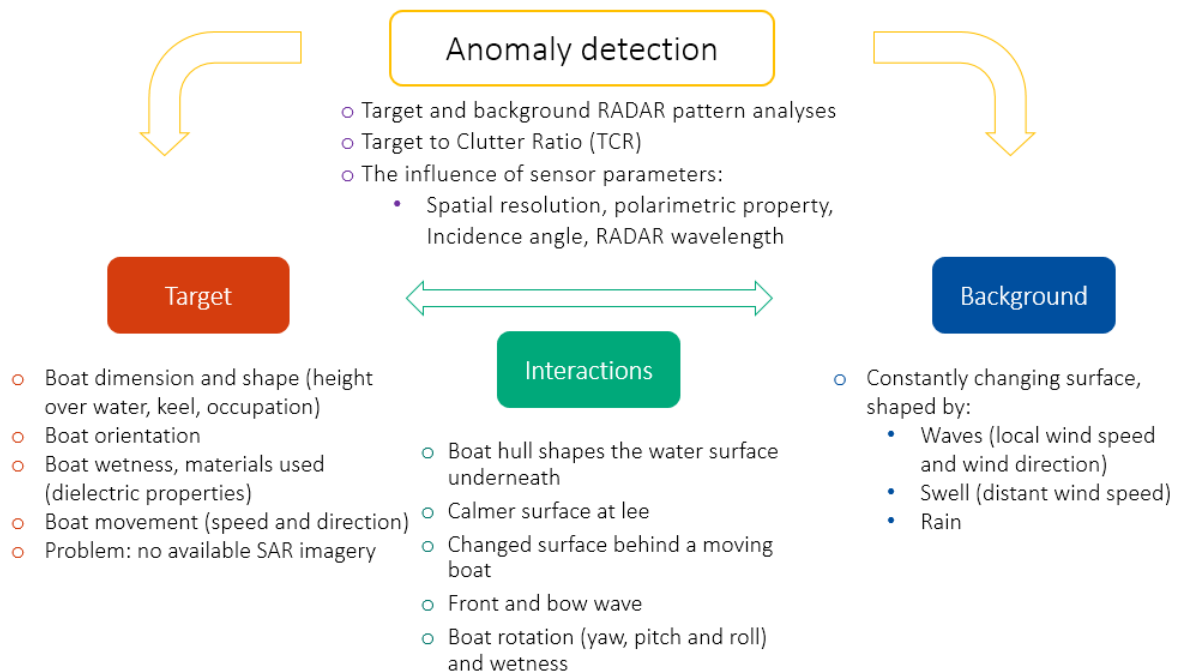 Anomaly detection
o Target and background RADAR pattern analyses
o Target to Clutter Ratio (TCR)
o The influence of sensor parameters:
• Spatial resolution, polarimetric property,
Incidence angle, RADAR wavelength
Target
o Boat dimension and shape (height
over water, keel, occupation)
o Boat orientation
o Boat wetness, materials used
(dielectric properties)
o Boat movement (speed and direction)
o Problem: no available SAR imagery
Interactions
o Boat hull shapes the water surface
underneath
o Calmer surface at lee
o Changed surface behind a moving
boat
o Front and bow wave
o Boat rotation (yaw, pitch and roll)
and wetness
Background
o Constantly changing surface,
shaped by:
• Waves (local wind speed
and wind direction)
• Swell (distant wind speed)
• Rain